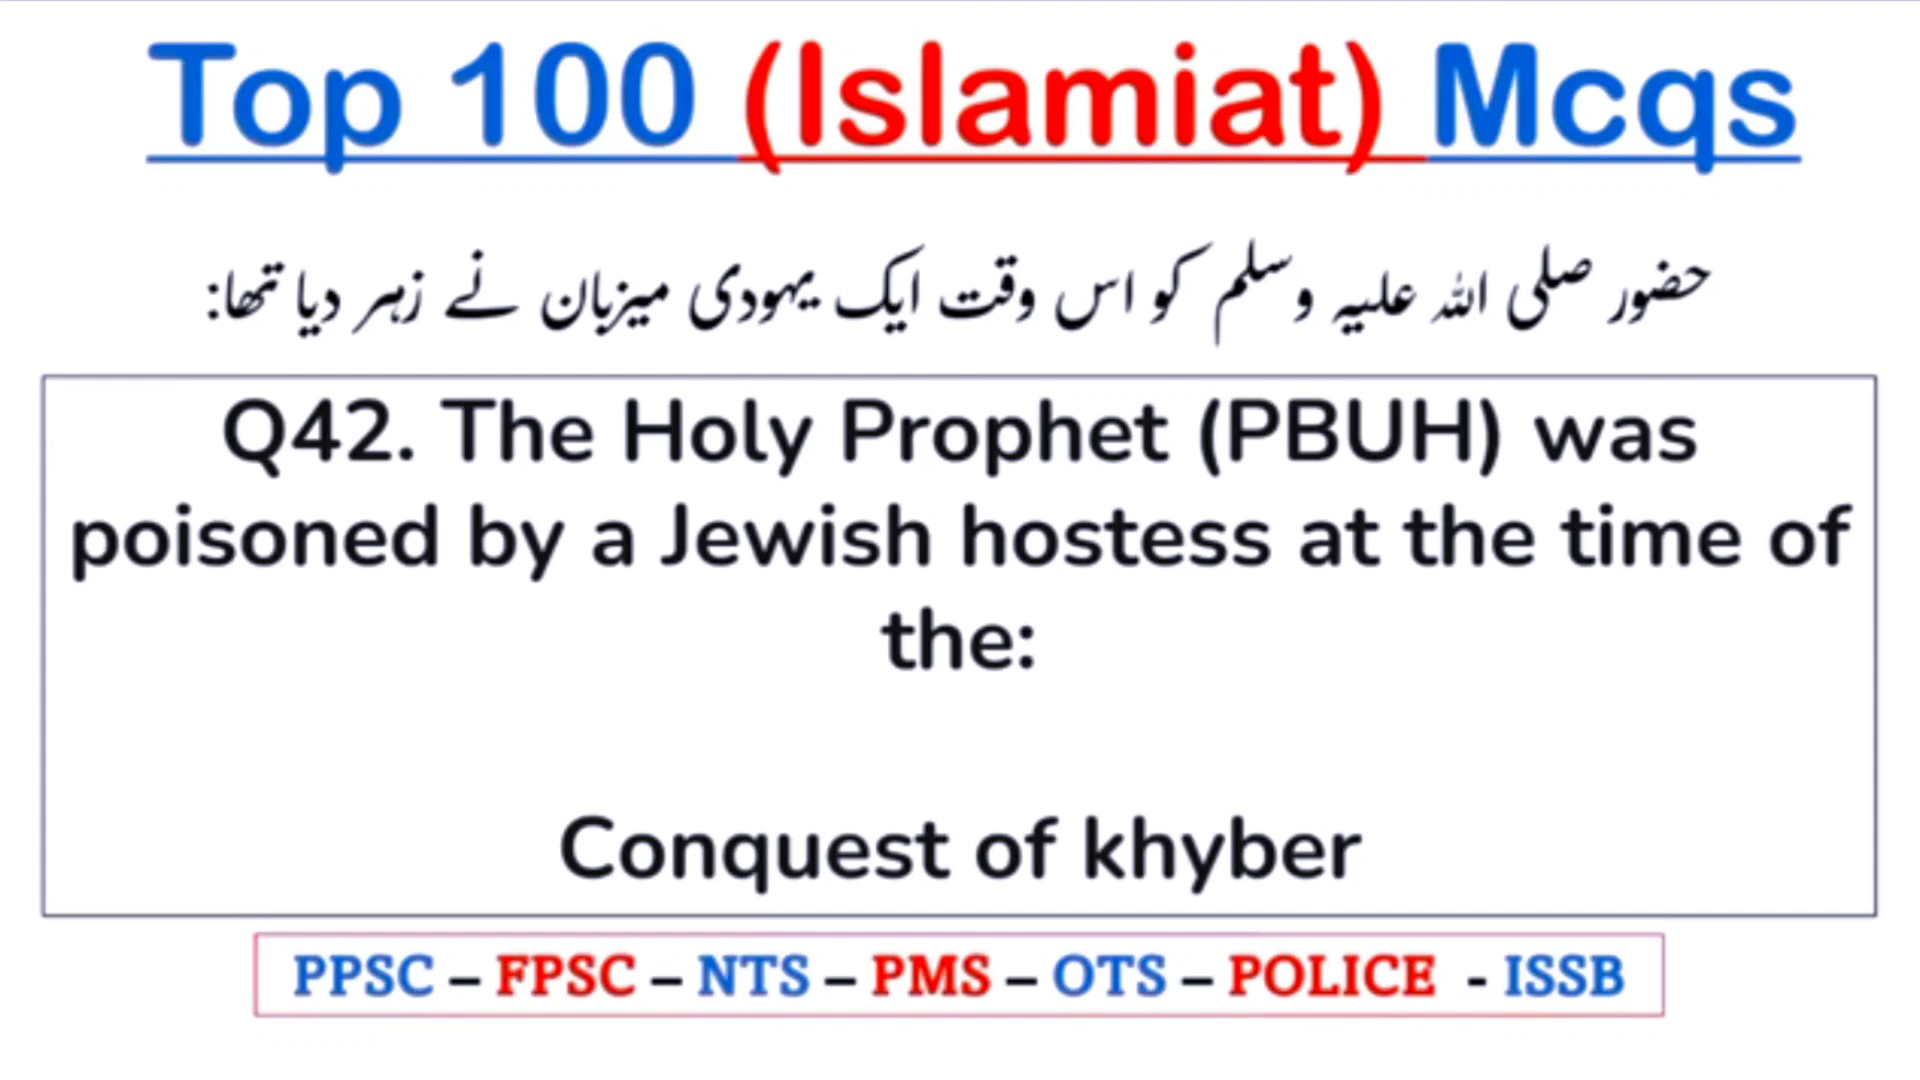 Top 100 (Islamiat) Mcqs
حضور صلی اللہ علیہ وسلم کو اس وقت ایک یہودی میزبان نے زہر دیا تھا:
Q42. The Holy Prophet (PBUH) was
poisoned by a Jewish hostess at the time of
the:
Conquest of khyber
PPSC – FPSC – NTS – PMS – OTS – POLICE - ISSB